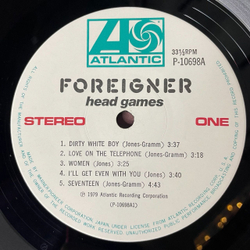 ATLANTIC
33⅓RPM
P-10698A
FOREIGNER
head games
STEREO
ONE
1. DIRTY WHITE BOY (Jones-Gramm) 3:37
2. LOVE ON THE TELEPHONE (Jones-Gramm) 3:18
3. WOMEN (Jones) 3:25
4. I'LL GET EVEN WITH YOU (Jones) 3:40
5. SEVENTEEN (Jones-Gramm) 4:43
Ⓟ 1979 Atlantic Recording Corporation
(P-10698A1)